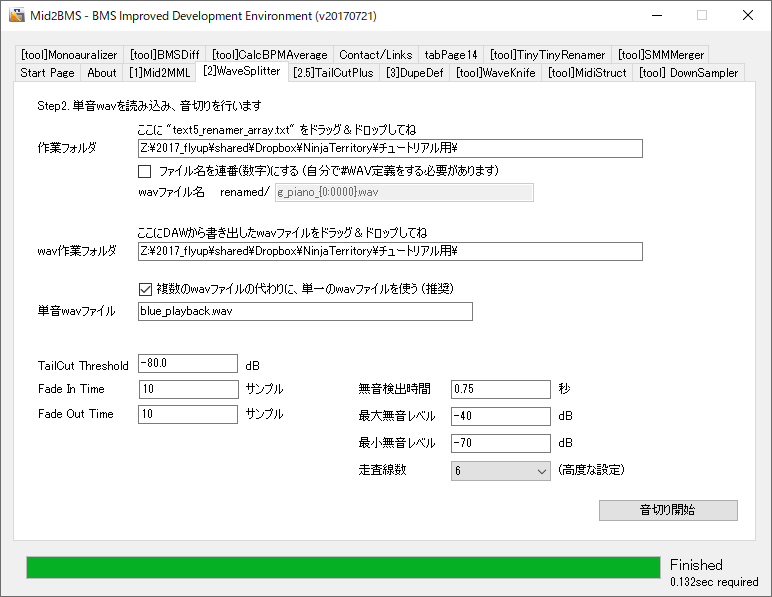 Mid2BMS - BMS Improved Development Environment (v20170721)
[tool]Monoauralizer [tool]BMSDiff [tool]CalcBPMAverage Contact/Links tabPage14 [tool]TinyTinyRenamer [tool]SMMMerger
Start Page About [1]Mid2MML [2]WaveSplitter [2.5]TailCutPlus [3]DupeDef [tool]WaveKnife [tool]MidiStruct [tool] DownSampler
Step2. 単音wavを読み込み、音切りを行います
ここに "text5_renamer_array.txt" をドラッグ＆ドロップしてね
作業フォルダ Z:¥2017_flyup¥shared¥Dropbox¥NinjaTerritory¥チュートリアル用¥
ファイル名を連番(数字)にする (自分で#WAV定義をする必要があります)
wavファイル名 renamed/ g_piano_{0:0000}.wav
ここにDAWから書き出したwavファイルをドラッグ＆ドロップしてね
wav作業フォルダ Z:¥2017_flyup¥shared¥Dropbox¥NinjaTerritory¥チュートリアル用¥
複数のwavファイルの代わりに、単一のwavファイルを使う (推奨)
単音wavファイル blue_playback.wav
TailCut Threshold -80.0 dB
Fade In Time 10 サンプル 無音検出時間 0.75 秒
Fade Out Time 10 サンプル 最大無音レベル -40 dB
最小無音レベル -70 dB
走査線数 6 (高度な設定)
音切り開始
Finished
0.132sec required